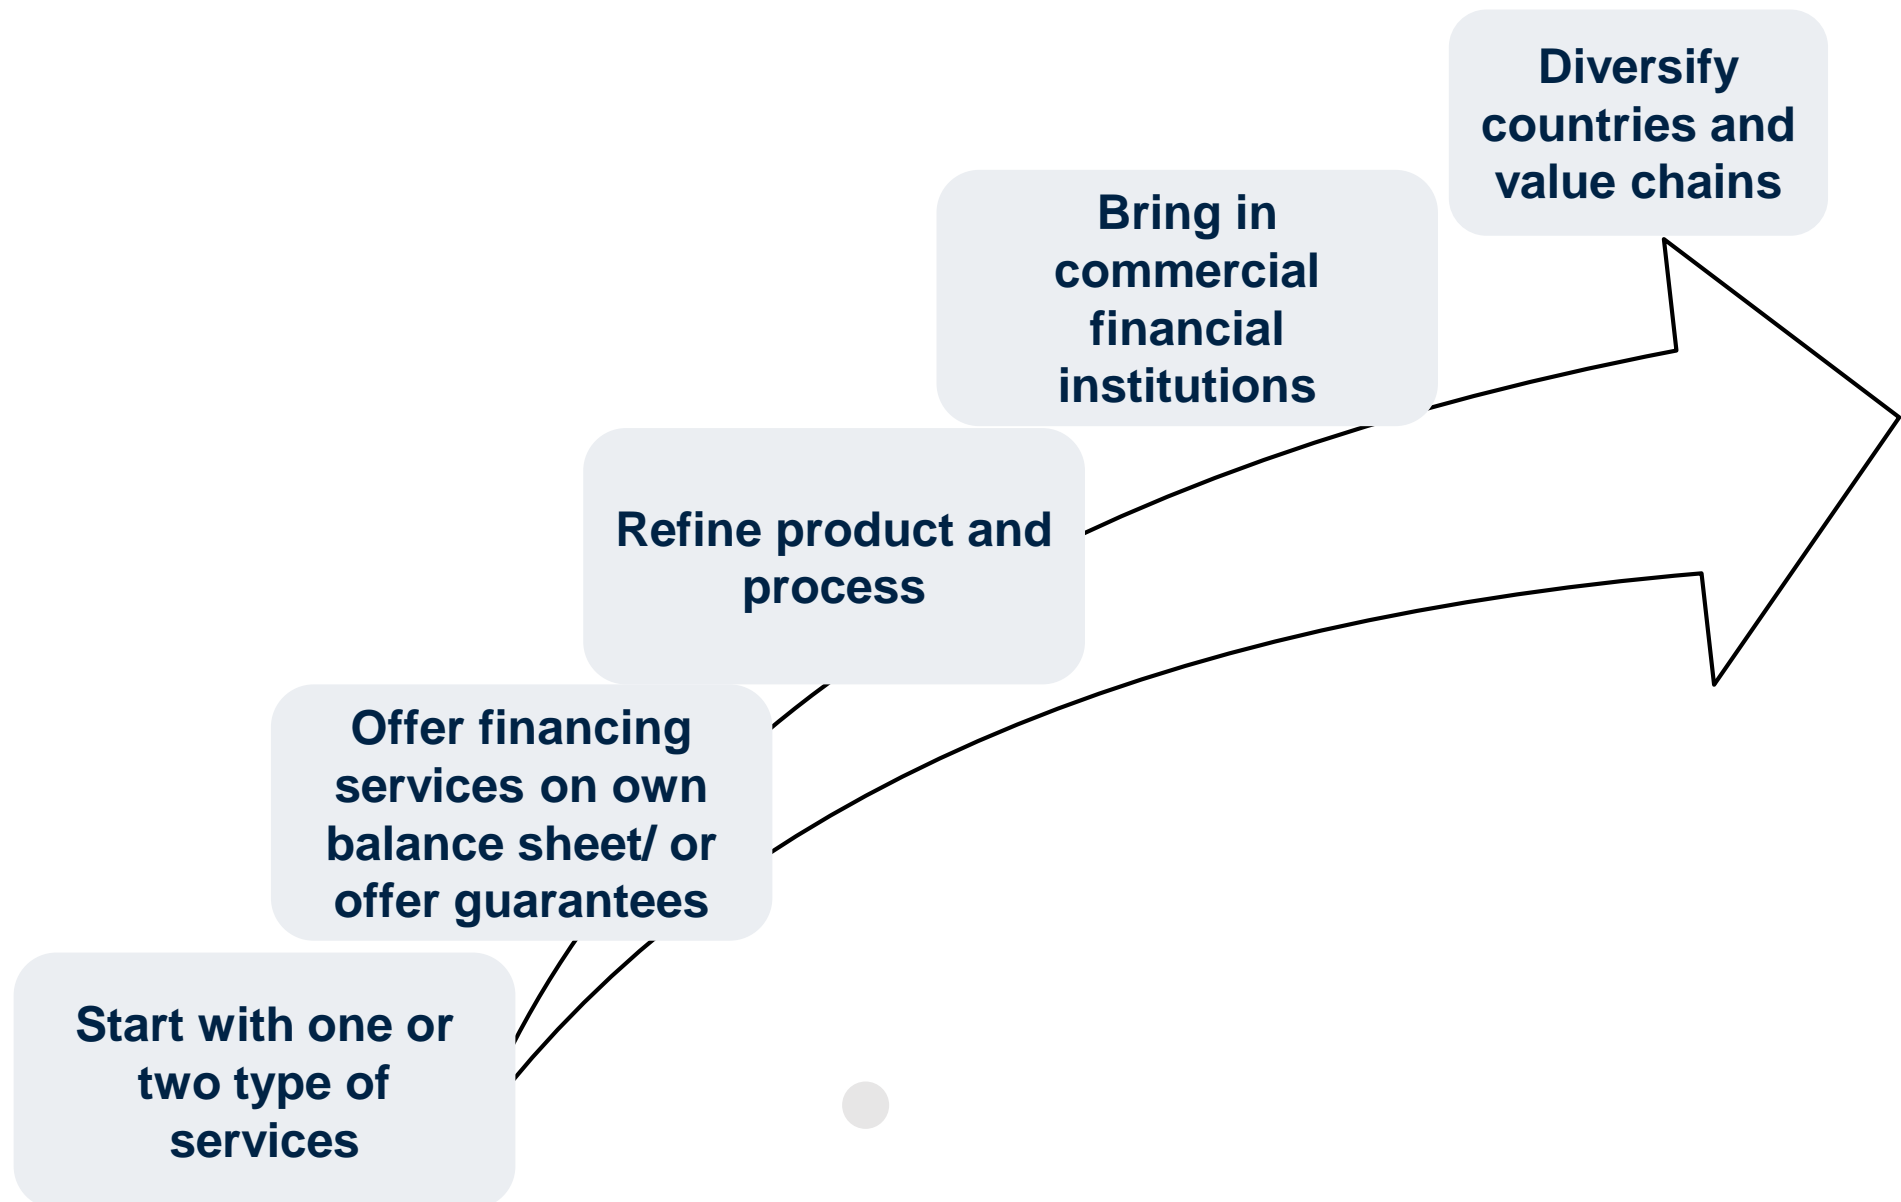 Diversify
countries and
value chains
Bring in
commercial
financial
institutions
Refine product and
process
Offer financing
services on own
balance sheet/ or
offer guarantees
Start with one or
two type of
services